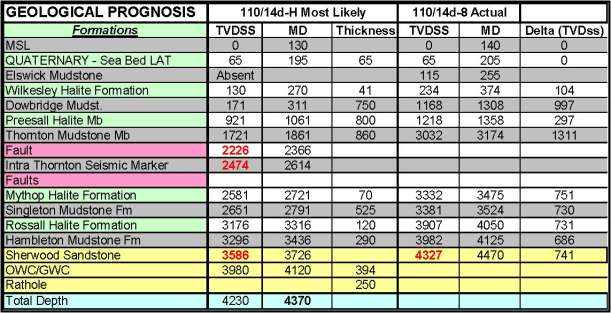 GEOLOGICAL PROGNOSIS 110/14d-H Most Likely 110/14d-8 Actual
Formations TVDSS MD Thickness TVDSS MD Delta (TVDss)
MSL 0 130 0 140 0
QUATERNARY - Sea Bed LAT 65 195 65 65 205 0
Elswick Mudstone Absent 115 255
Wilkesley Halite Formation 130 270 41 234 374 104
Dowbridge Mudst. 171 311 750 1168 1308 997
Preesall Halite Mb 921 1061 800 1218 1358 297
Thornton Mudstone Mb 1721 1861 860 3032 3174 1311
Fault 2226 2366
Intra Thornton Seismic Marker 2474 2614
Faults
Mythop Halite Formation 2581 2721 70 3332 3475 751
Singleton Mudstone Fm 2651 2791 525 3381 3524 730
Rossall Halite Fm 3176 3316 120 3907 4050 731
Hambleton Mudstone Fm 3296 3436 290 3982 4125 686
Sherwood Sandstone 3586 3726 4327 4470 741
OWC/GWC 3980 4120 394
Rathole 250
Total Depth 4230 4370